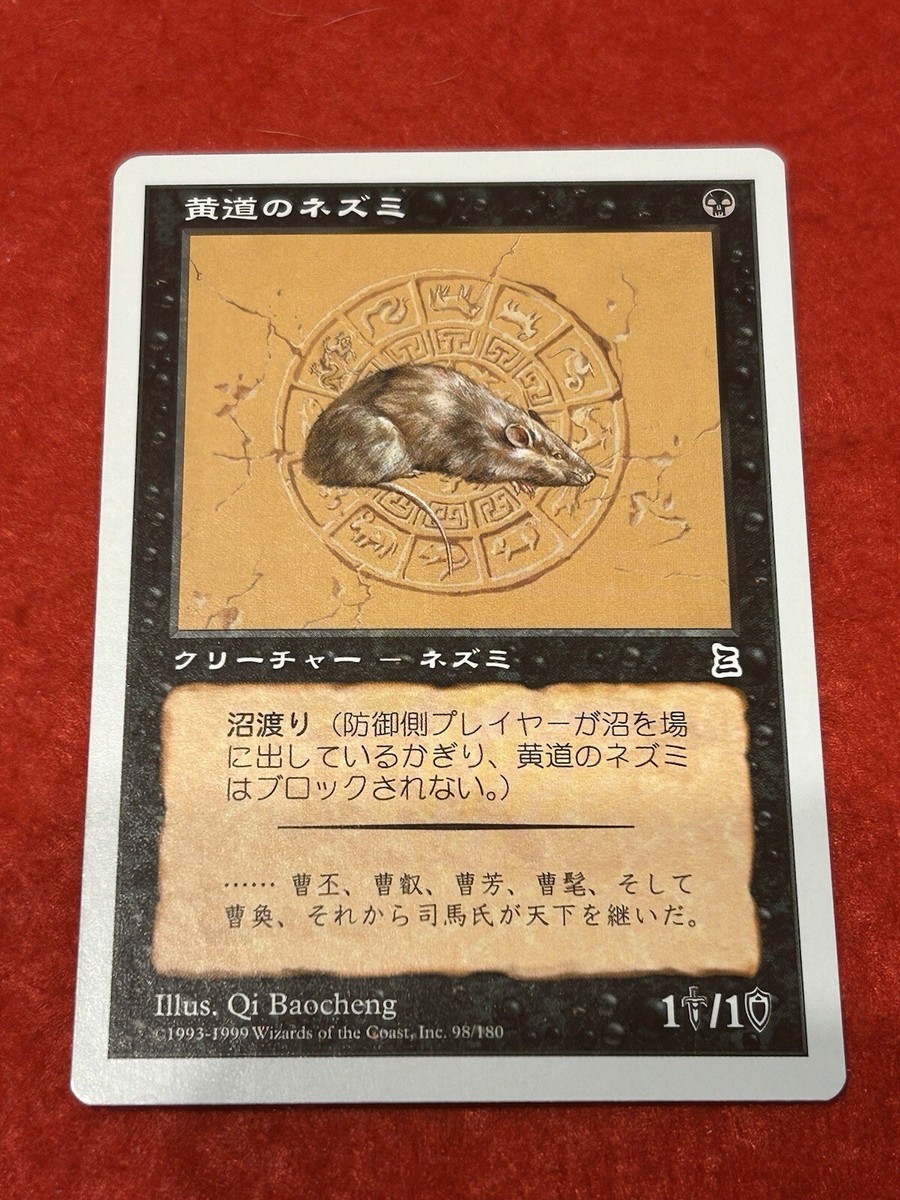 黄道のネズミ
クリーチャー － ネズミ
沼渡り（防御側プレイヤーが沼を場
に出しているかぎり、黄道のネズミ
はブロックされない。）
…… 曹丕、曹叡、曹芳、曹髦、そして
曹奐、それから司馬氏が天下を継いだ。
Illus. Qi Baocheng
1/1
©1993-1999 Wizards of the Coast, Inc. 98/180